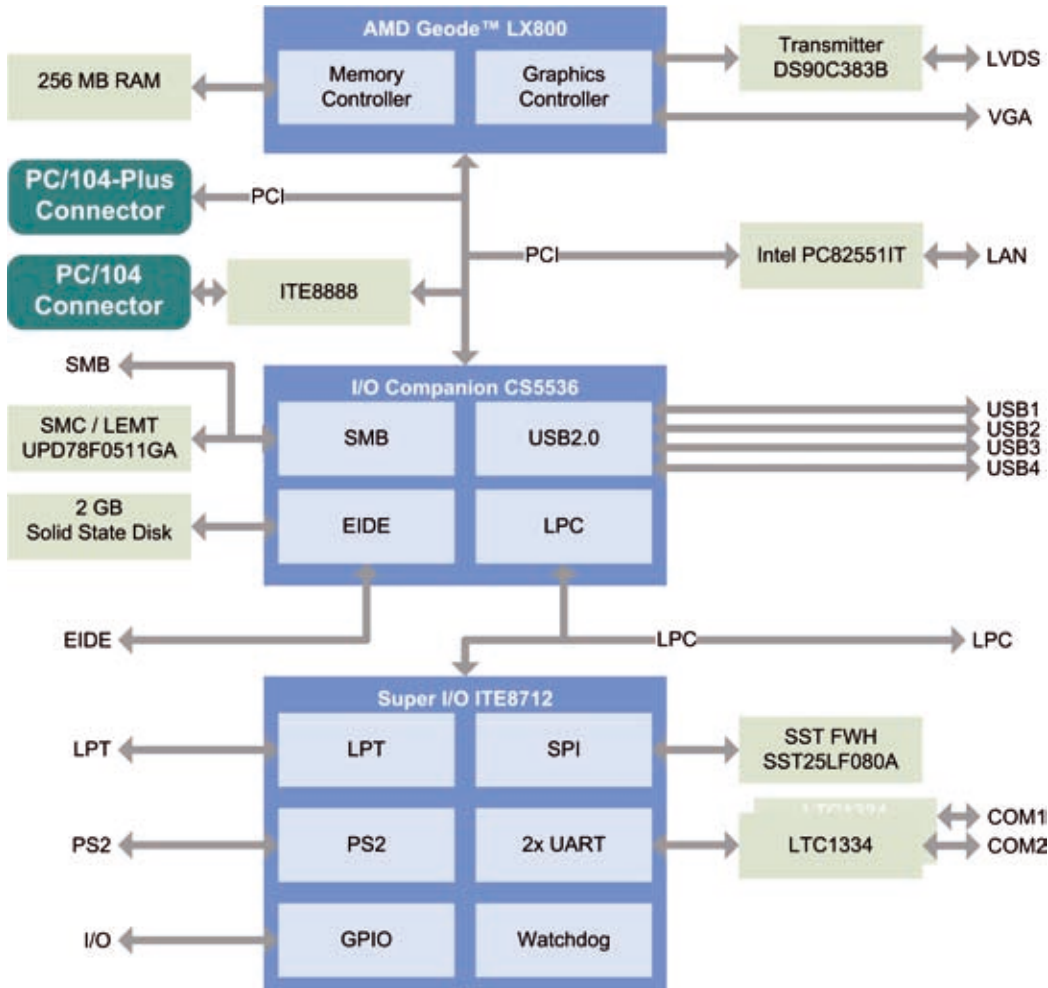 AMD Geode™ LX800
Memory
Controller
Graphics
Controller
256 MB RAM
Transmitter
DS90C383B
LVDS
VGA
PC/104-Plus
Connector
PCI
PCI
Intel PC82551IT
LAN
PC/104
Connector
ITE8888
SMB
I/O Companion CS5536
SMC / LEMT
UPD78F0511GA
SMB
USB2.0
USB1
USB2
USB3
USB4
2 GB
Solid State Disk
EIDE
LPC
EIDE
LPC
LPC
Super I/O ITE8712
LPT
LPT
SPI
SST FWH
SST25LF080A
PS2
PS2
2x UART
LTC1334
LTC1334
COM1
COM2
I/O
GPIO
Watchdog